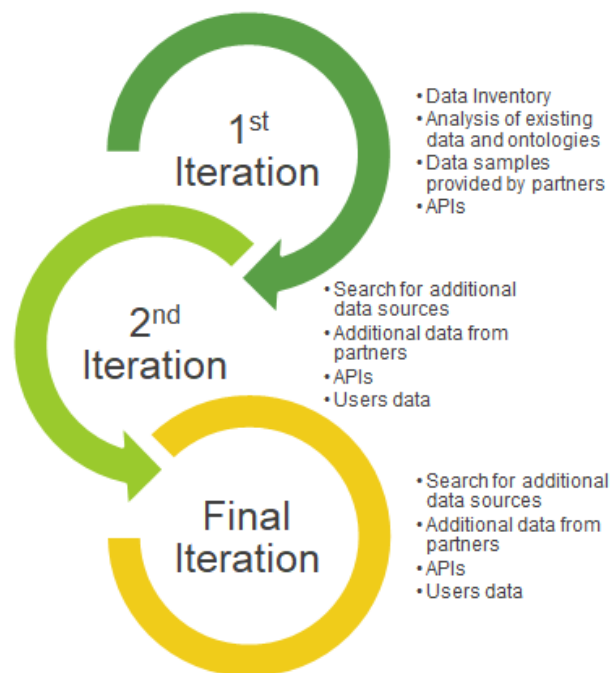 1st
Iteration
• Data Inventory
• Analysis of existing
data and ontologies
• Data samples
provided by partners
• APIs
2nd
Iteration
• Search for additional
data sources
• Additional data from
partners
• APIs
• Users data
Final
Iteration
• Search for additional
data sources
• Additional data from
partners
• APIs
• Users data